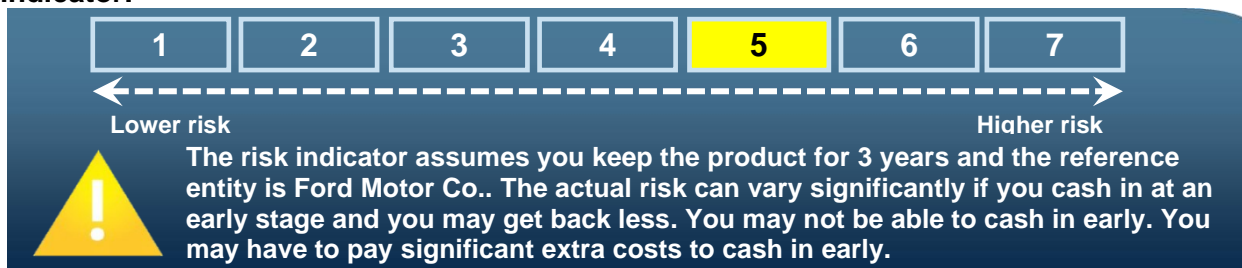 Indicator:
1 2 3 4 5 6 7
Lower risk Higher risk
The risk indicator assumes you keep the product for 3 years and the reference
entity is Ford Motor Co.. The actual risk can vary significantly if you cash in at an
early stage and you may get back less. You may not be able to cash in early. You
may have to pay significant extra costs to cash in early.